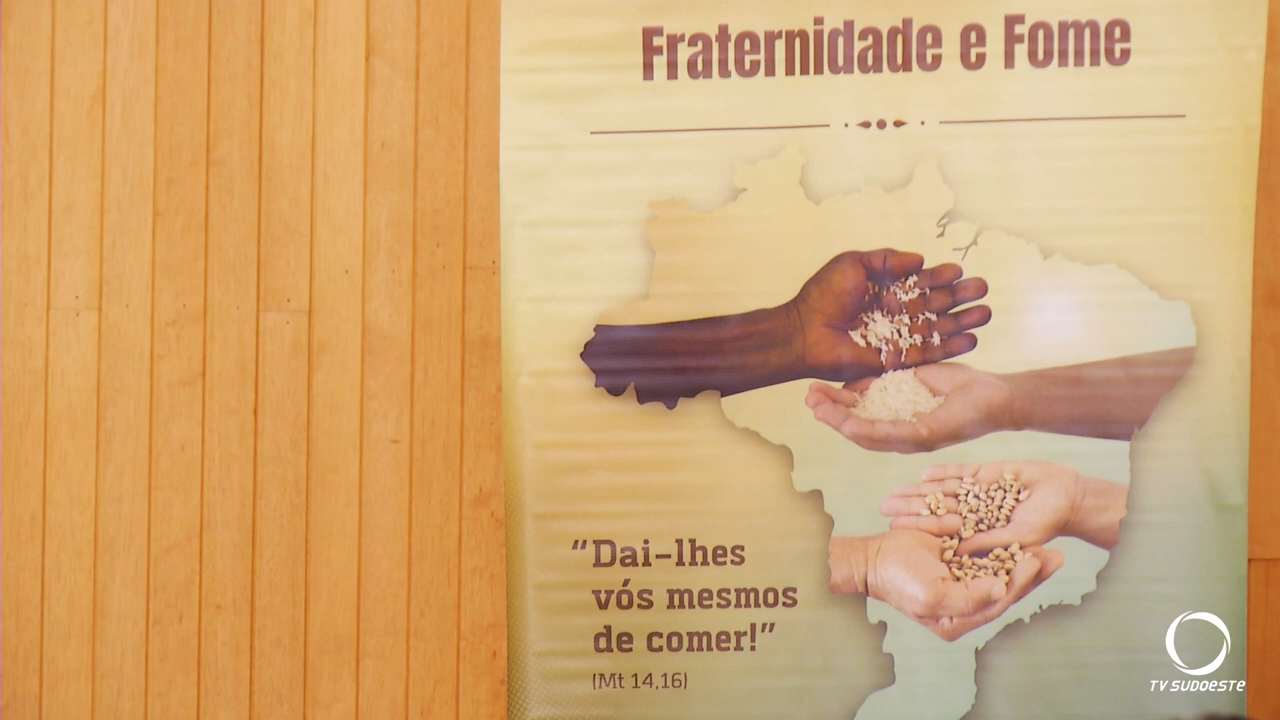 Fraternidade e Fome
“Dai-lhes
vós mesmos
de comer!”
(Mt 14,16)
TV SUDOESTE